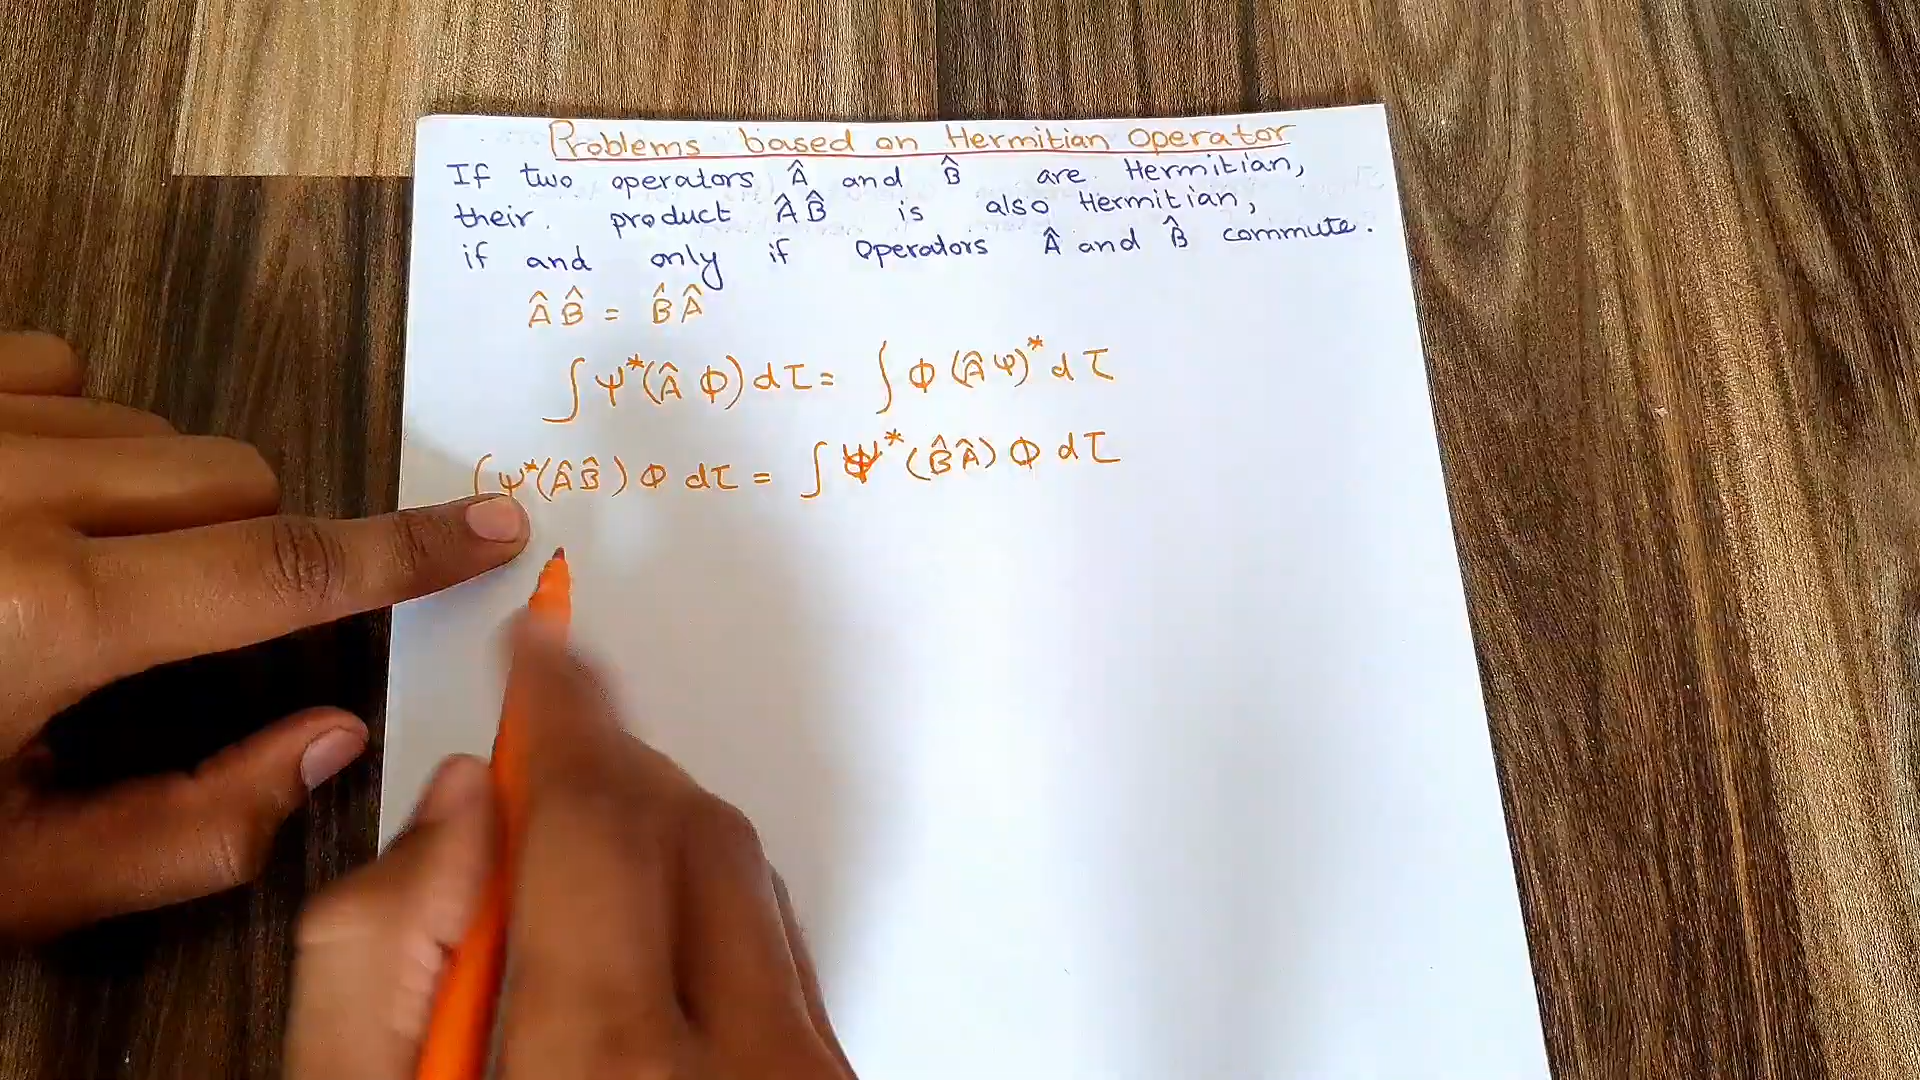 Problems based on Hermitian Operator
If two operators Â and B̂ are Hermitian,
their product ÂB̂ is also Hermitian,
if and only if Operators Â and B̂ commute.
ÂB̂ = B̂Â
∫ψ*(Â Φ)dτ = ∫ Φ (Âψ)* dτ
∫ψ*(ÂB̂) Φ dτ = ∫ ψ* (B̂Â) Φ dτ